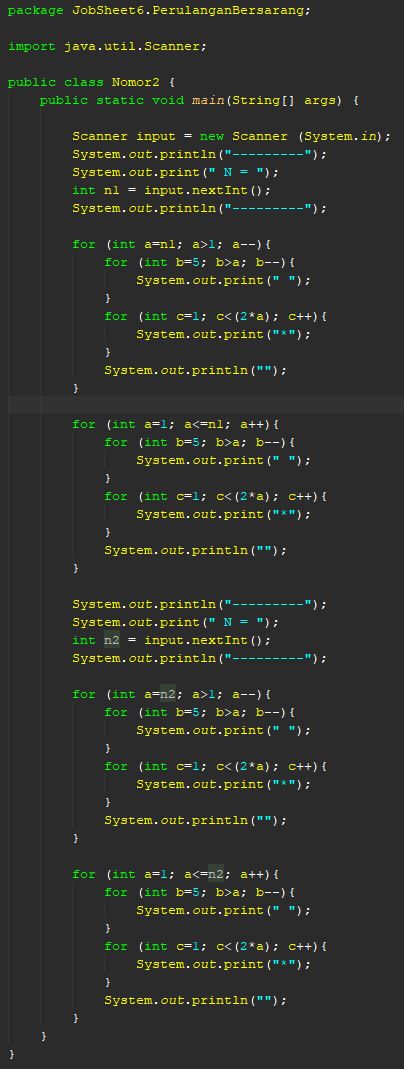 package JobSheet6.PerulanganBersarang;
import java.util.Scanner;
public class Nomor2 {
public static void main(String[] args) {
Scanner input = new Scanner (System.in);
System.out.println("---------");
System.out.print(" N = ");
int n1 = input.nextInt();
System.out.println("---------");
for (int a=n1; a>1; a--){
for (int b=5; b>a; b--){
System.out.print(" ");
}
for (int c=1; c<(2*a); c++){
System.out.print("*");
}
System.out.println("");
}
for (int a=1; a<=n1; a++){
for (int b=5; b>a; b--){
System.out.print(" ");
}
for (int c=1; c<(2*a); c++){
System.out.print("*");
}
System.out.println("");
}
System.out.println("---------");
System.out.print(" N = ");
int n2 = input.nextInt();
System.out.println("---------");
for (int a=n2; a>1; a--){
for (int b=5; b>a; b--){
System.out.print(" ");
}
for (int c=1; c<(2*a); c++){
System.out.print("*");
}
System.out.println("");
}
for (int a=1; a<=n2; a++){
for (int b=5; b>a; b--){
System.out.print(" ");
}
for (int c=1; c<(2*a); c++){
System.out.print("*");
}
System.out.println("");
}
}
}